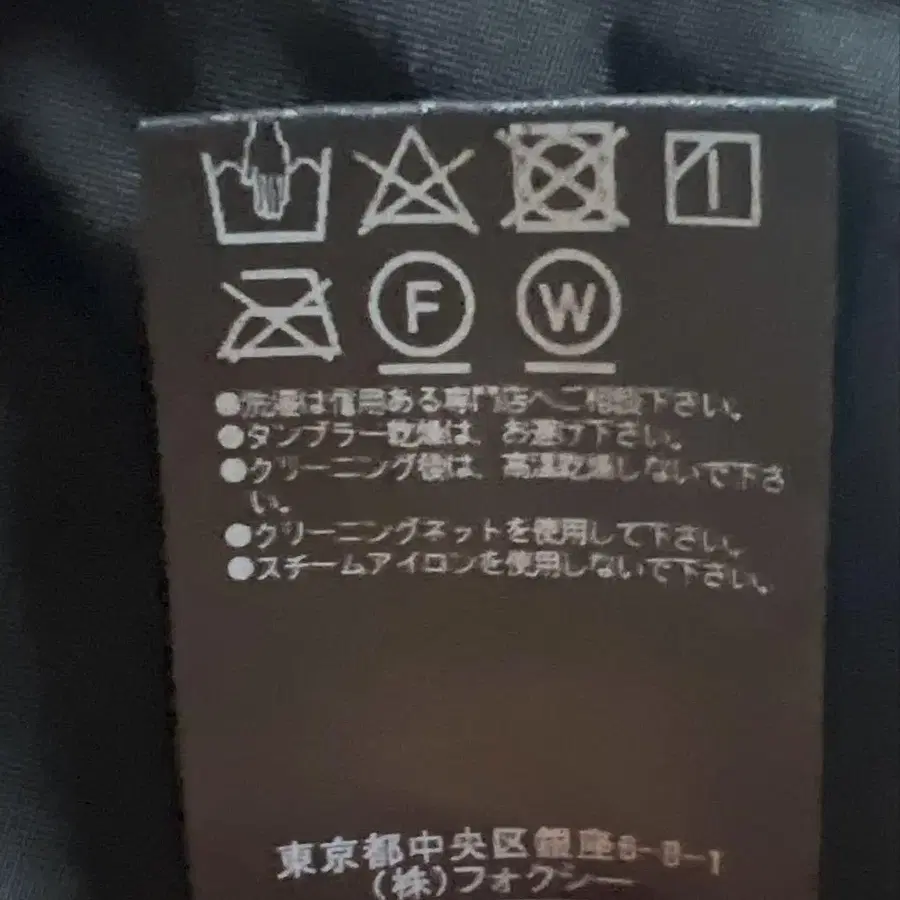 F W
●洗濯は信用ある専門店へご相談下さい。
●タンブラー乾燥は、お避け下さい。
●クリーニング後は、高温乾燥しないで下さ
い。
●クリーニングネットを使用して下さい。
●スチームアイロンを使用しないで下さい。
東京都中央区銀座
(株)フォクシー